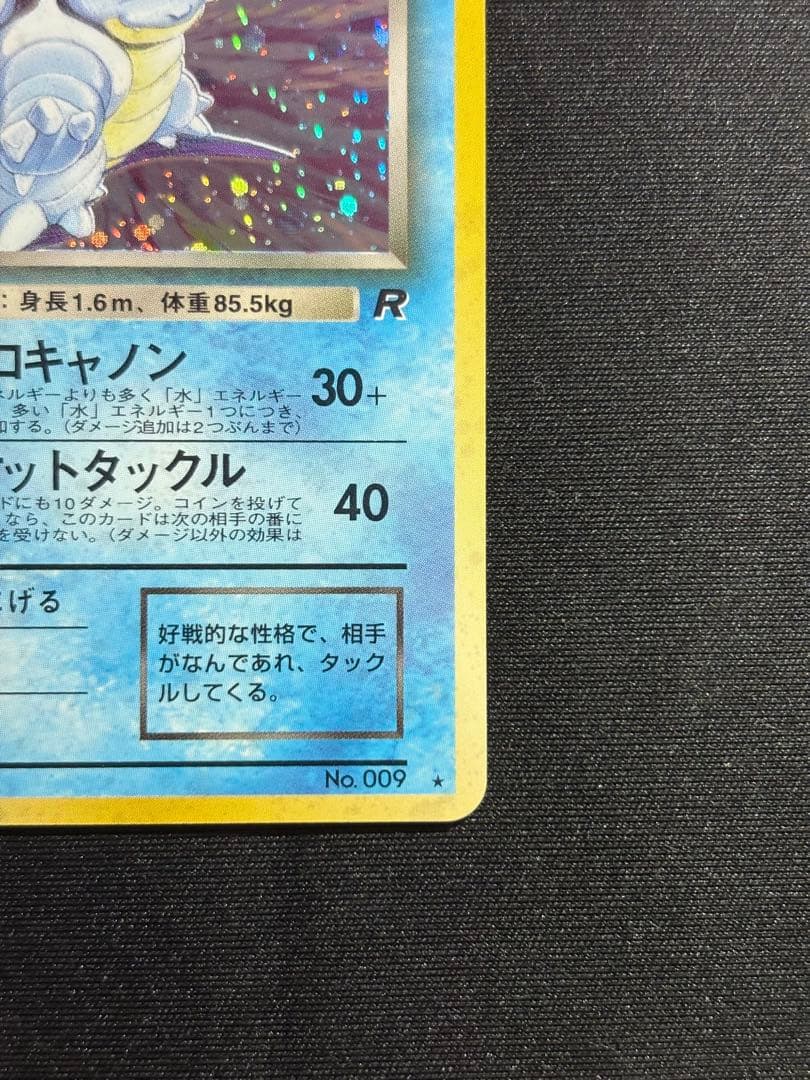 ：身長1.6m、体重85.5kg R
ロキャノン
ネルギーよりも多く「水」エネルギー
、多い「水」エネルギー1つにつき、
加する。（ダメージ追加は2つぶんまで）
30+
ケットタックル
ドにも10ダメージ。コインを投げて
なら、このカードは次の相手の番に
を受けない。（ダメージ以外の効果は
40
にげる
好戦的な性格で、相手
がなんであれ、タック
ルしてくる。
No. 009 ★